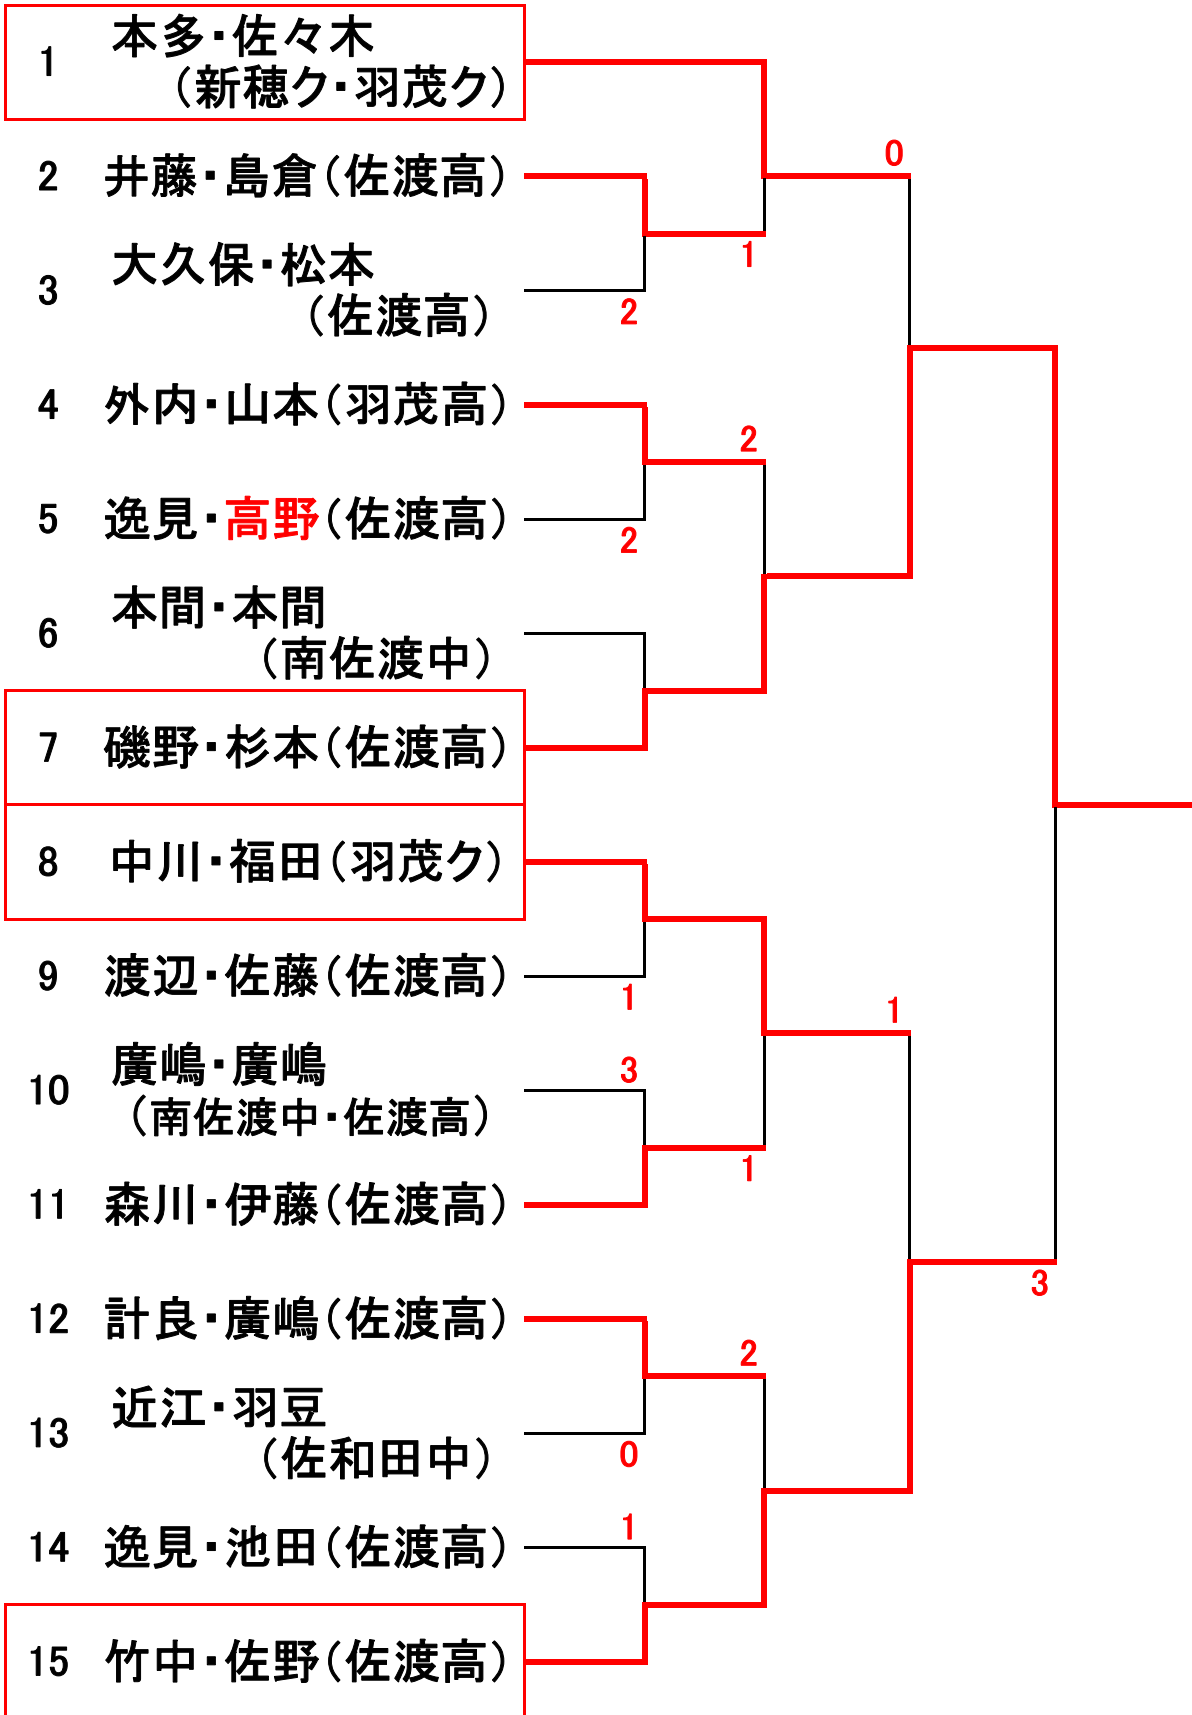 1 本多・佐々木
(新穂ク・羽茂ク)
0
2 井藤・島倉(佐渡高)
1
3 大久保・松本
(佐渡高)
2
4 外内・山本(羽茂高)
2
5 逸見・高野(佐渡高)
2
6 本間・本間
(南佐渡中)
7 磯野・杉本(佐渡高)
8 中川・福田(羽茂ク)
9 渡辺・佐藤(佐渡高)
1
1
10 廣嶋・廣嶋
(南佐渡中・佐渡高)
3
1
11 森川・伊藤(佐渡高)
3
12 計良・廣嶋(佐渡高)
2
13 近江・羽豆
(佐和田中)
0
14 逸見・池田(佐渡高)
1
15 竹中・佐野(佐渡高)